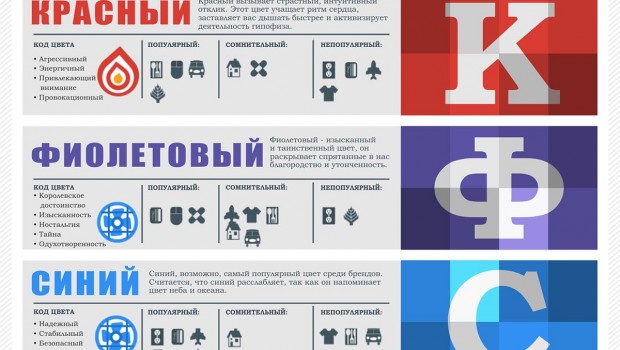 КРАСНЫЙ
Красный вызывает страстный, интуитивный
отклик. Этот цвет учащает ритм сердца,
заставляет вас дышать быстрее и активизирует
деятельность гипофиза.
КОД ЦВЕТА
• Агрессивный
• Энергичный
• Привлекающий
внимание
• Провокационный
ПОПУЛЯРНЫЙ:
СОМНИТЕЛЬНЫЙ:
НЕПОПУЛЯРНЫЙ:
К
ФИОЛЕТОВЫЙ
Фиолетовый - изысканный
и таинственный цвет, он
раскрывает спрятанные в нас
благородство и утонченность.
КОД ЦВЕТА
• Королевское
достоинство
• Изысканность
• Ностальгия
• Тайна
• Одухотворенность
ПОПУЛЯРНЫЙ:
СОМНИТЕЛЬНЫЙ:
НЕПОПУЛЯРНЫЙ:
Ф
СИНИЙ
Синий, возможно, самый популярный цвет среди брендов.
Считается, что синий расслабляет, так как он напоминает
цвет неба и океана.
КОД ЦВЕТА
• Надежный
• Стабильный
• Безопасный
ПОПУЛЯРНЫЙ:
СОМНИТЕЛЬНЫЙ:
НЕПОПУЛЯРНЫЙ:
С